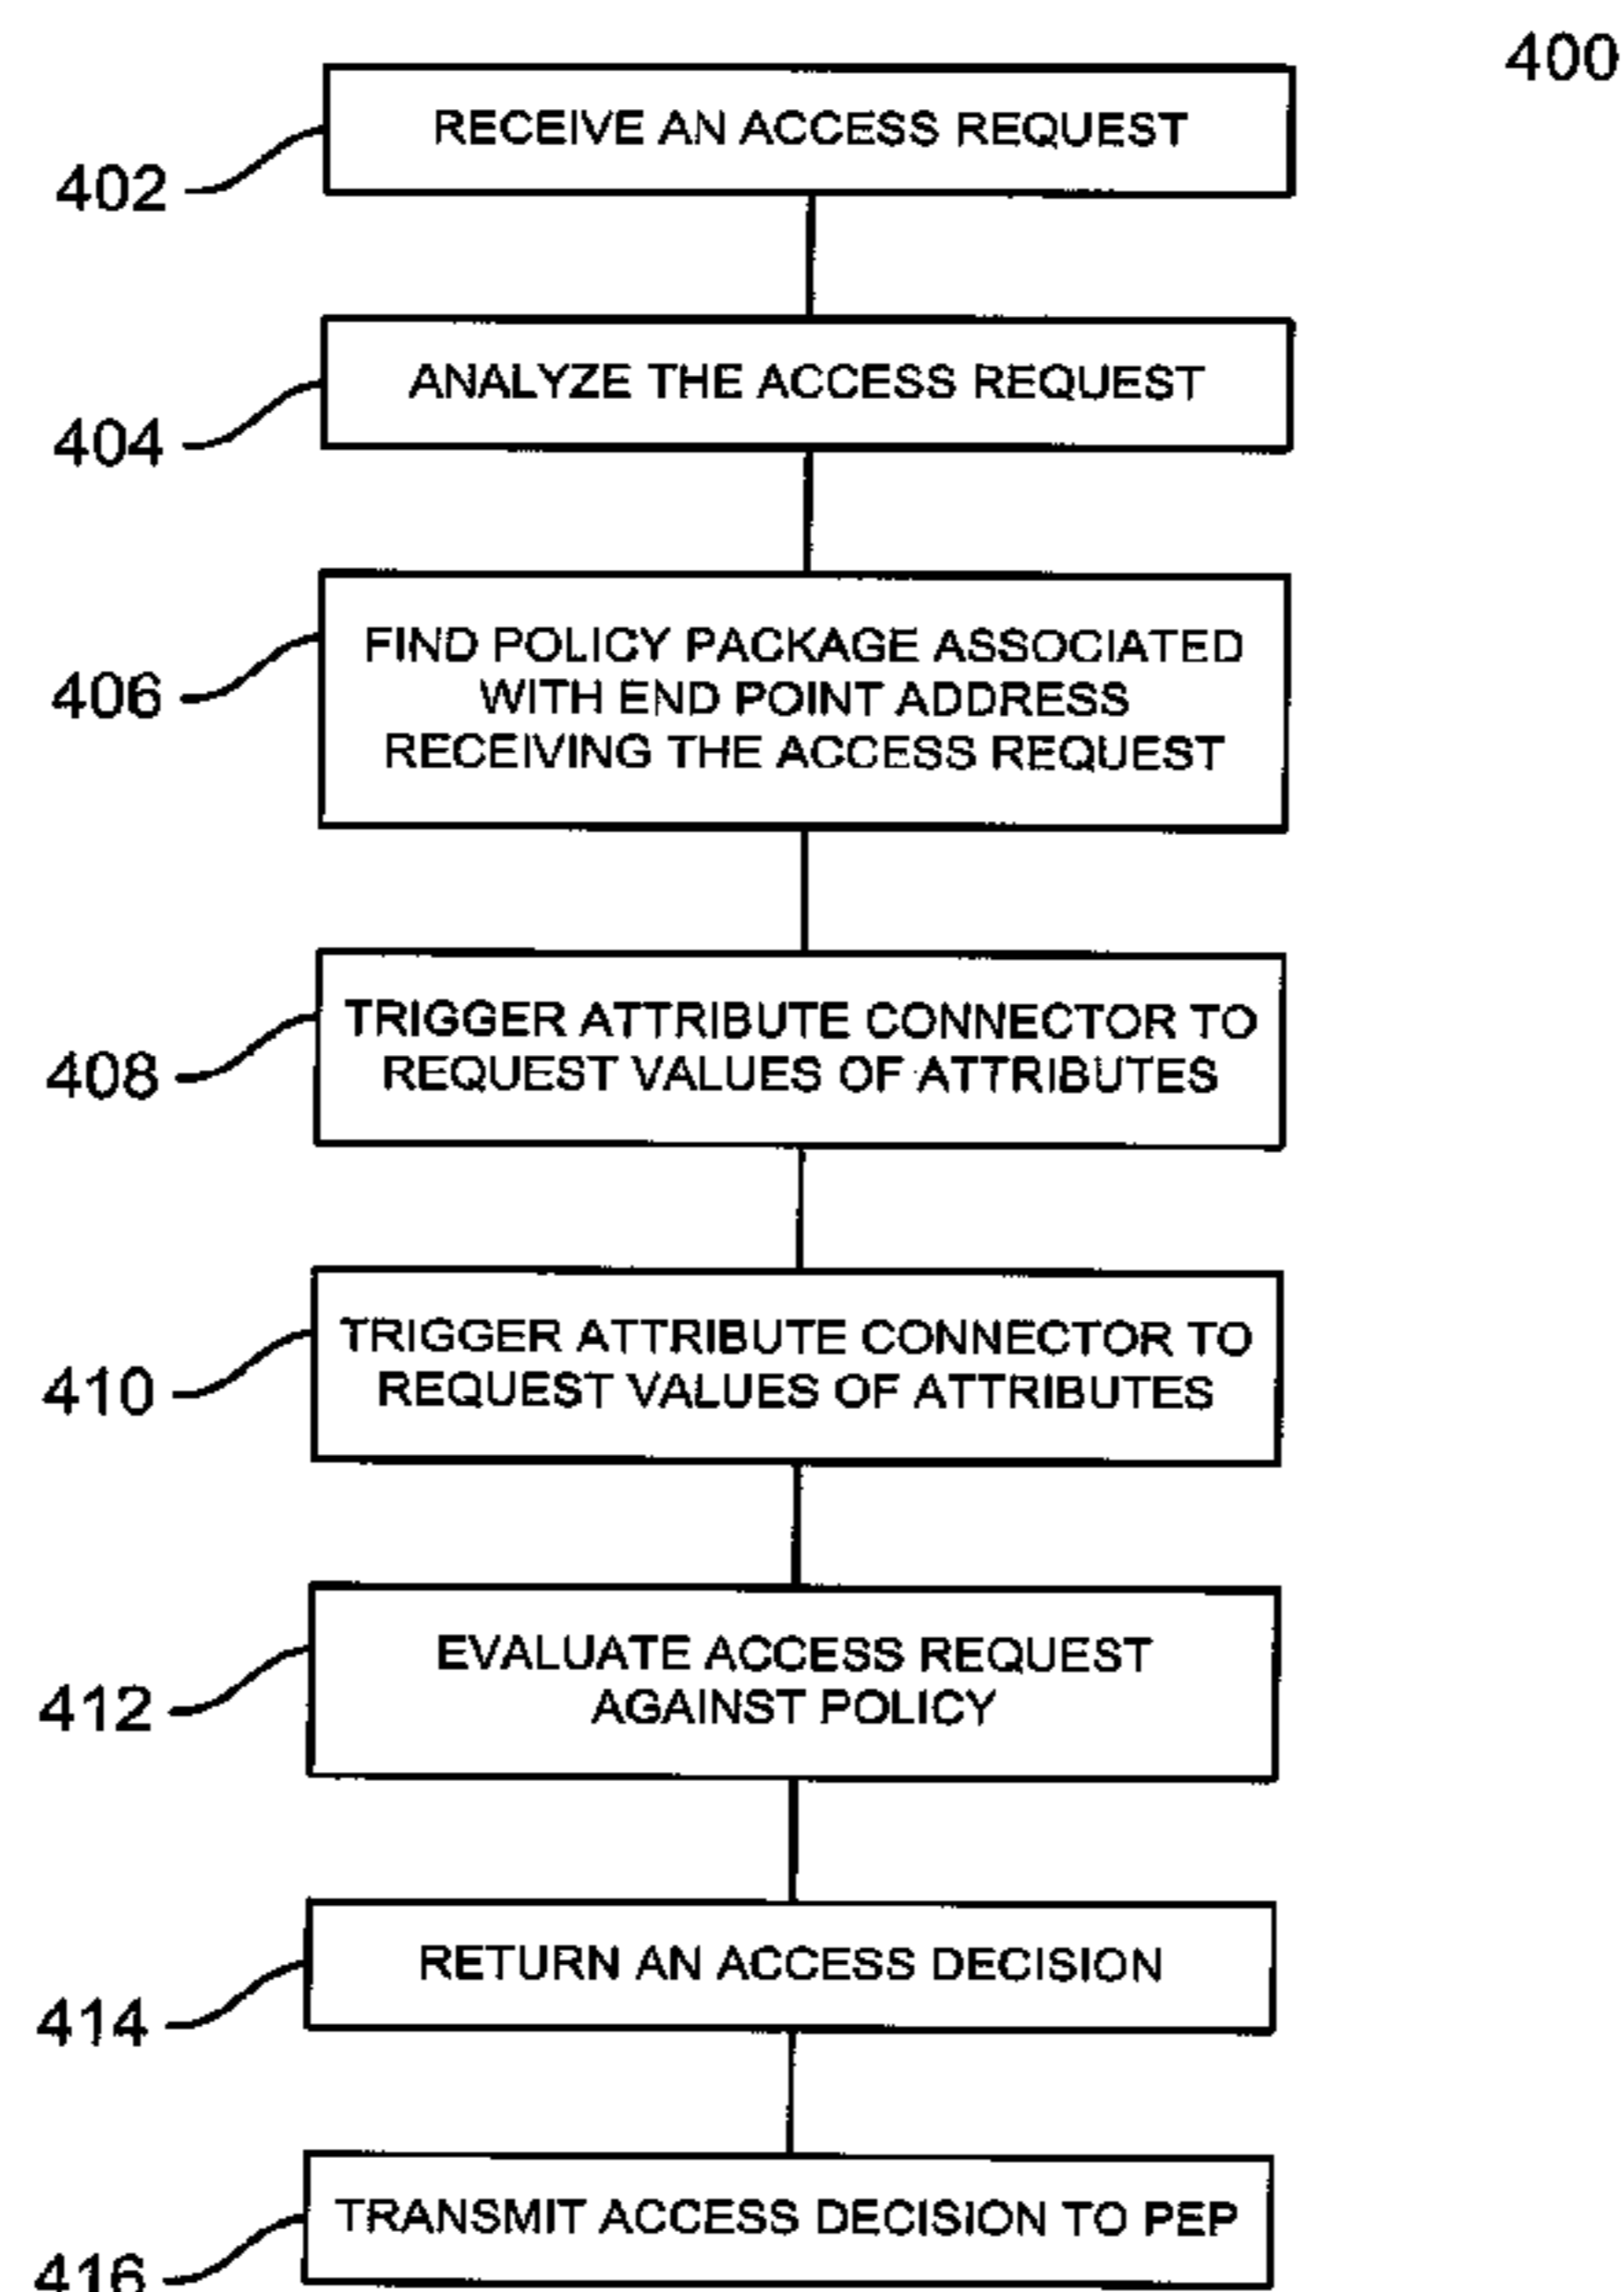 400
RECEIVE AN ACCESS REQUEST
402
ANALYZE THE ACCESS REQUEST
404
FIND POLICY PACKAGE ASSOCIATED
WITH END POINT ADDRESS
RECEIVING THE ACCESS REQUEST
406
TRIGGER ATTRIBUTE CONNECTOR TO
REQUEST VALUES OF ATTRIBUTES
408
TRIGGER ATTRIBUTE CONNECTOR TO
REQUEST VALUES OF ATTRIBUTES
410
EVALUATE ACCESS REQUEST
AGAINST POLICY
412
RETURN AN ACCESS DECISION
414
TRANSMIT ACCESS DECISION TO PEP
416